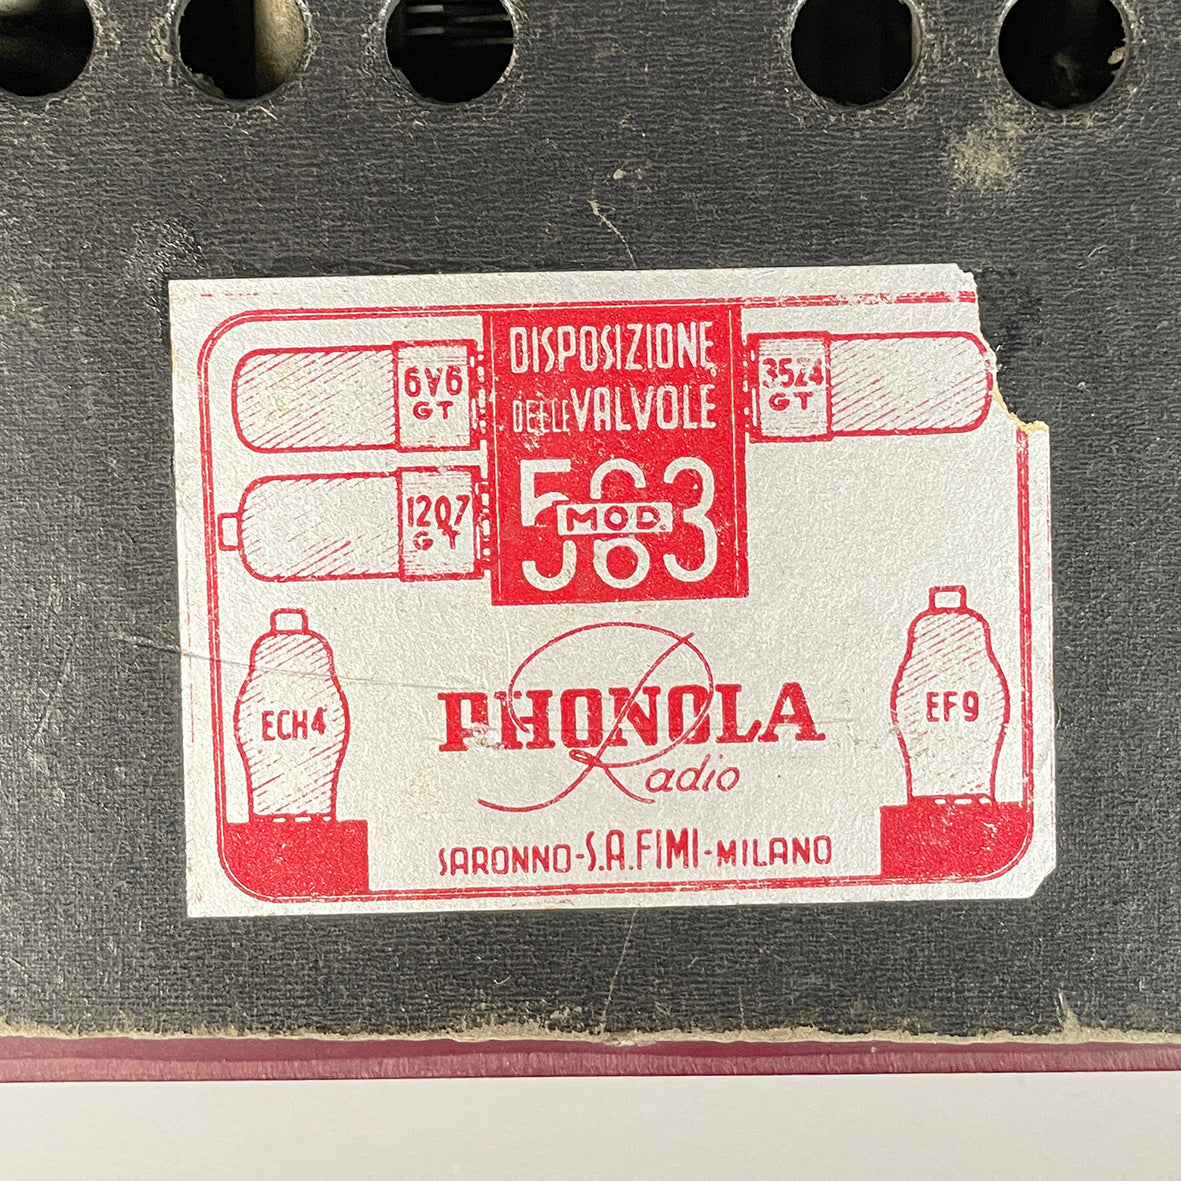 DISPOSIZIONE
DELLE VALVOLE
563
MOD.
6V6
GT
12Q7
GT
35Z4
GT
ECH4
EF9
PHONOLA
Radio
SARONNO-S.A.FIMI-MILANO